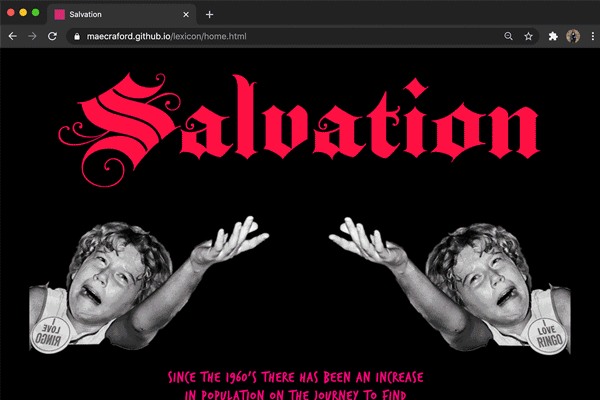 Salvation
maecraford.github.io/lexicon/home.html
Salvation
I LOVE RINGO
I LOVE RINGO
SINCE THE 1960'S THERE HAS BEEN AN INCREASE
IN POPULATION ON THE JOURNEY TO FIND